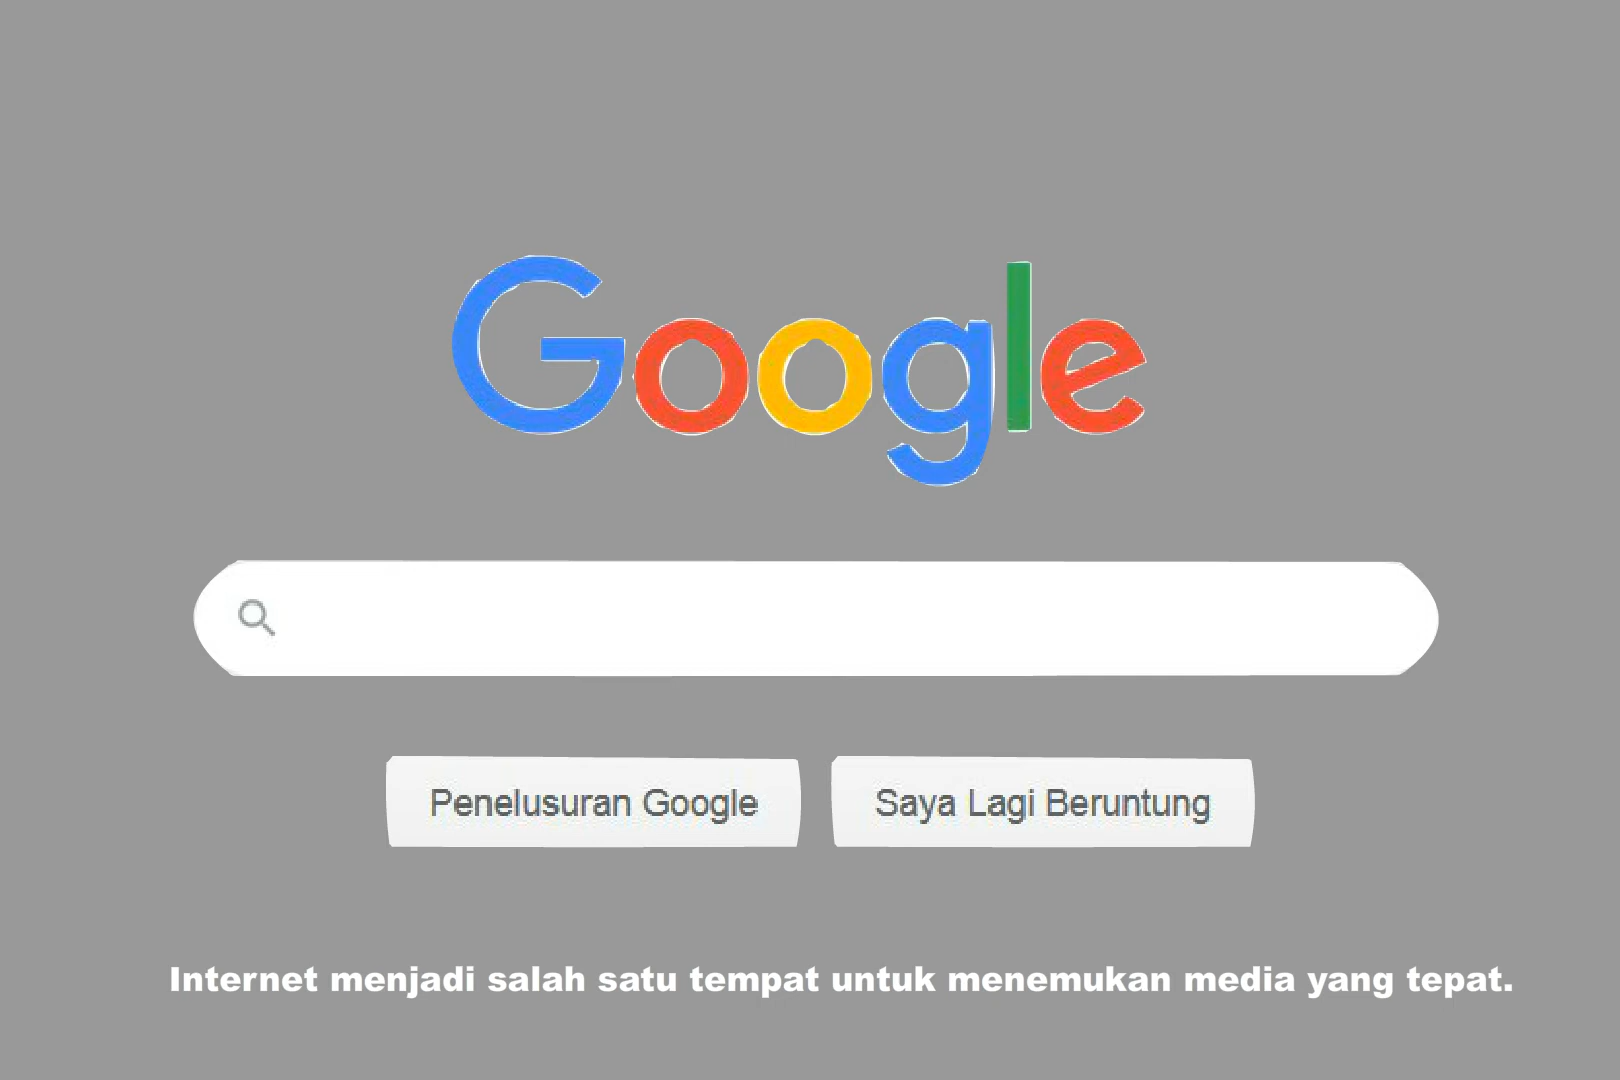 Google
Penelusuran Google
Saya Lagi Beruntung
Internet menjadi salah satu tempat untuk menemukan media yang tepat.